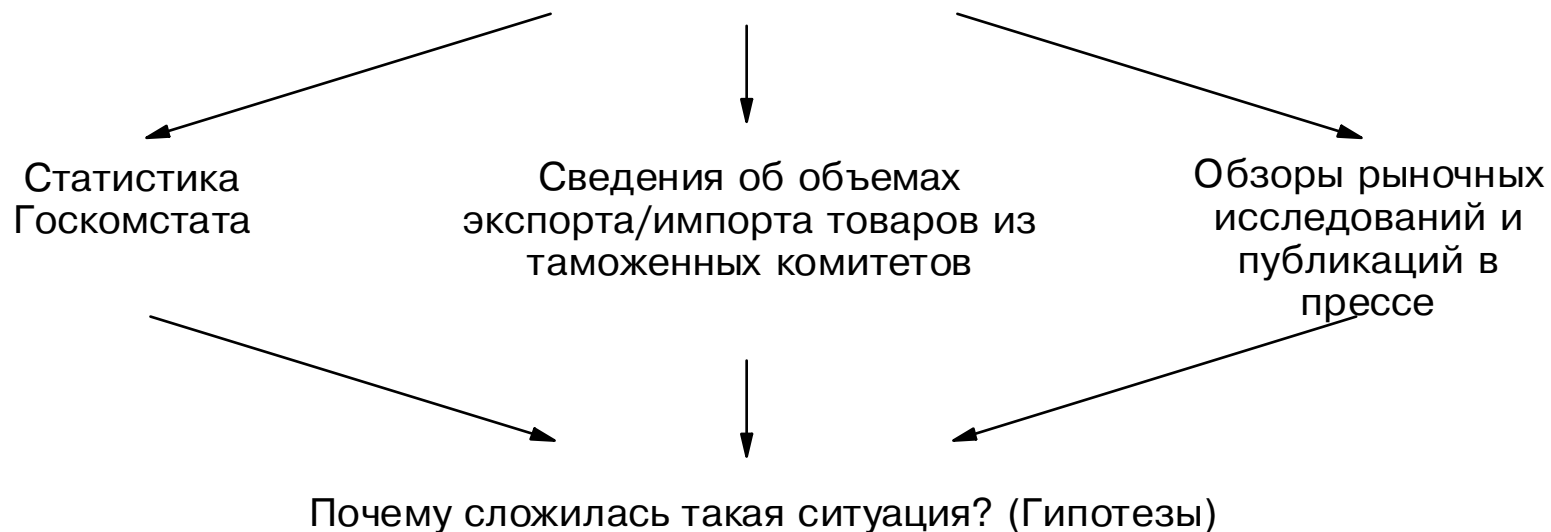 Статистика
Госкомстата
Сведения об объемах
экспорта/импорта товаров из
таможенных комитетов
Обзоры рыночных
исследований и
публикаций в
прессе
Почему сложилась такая ситуация? (Гипотезы)